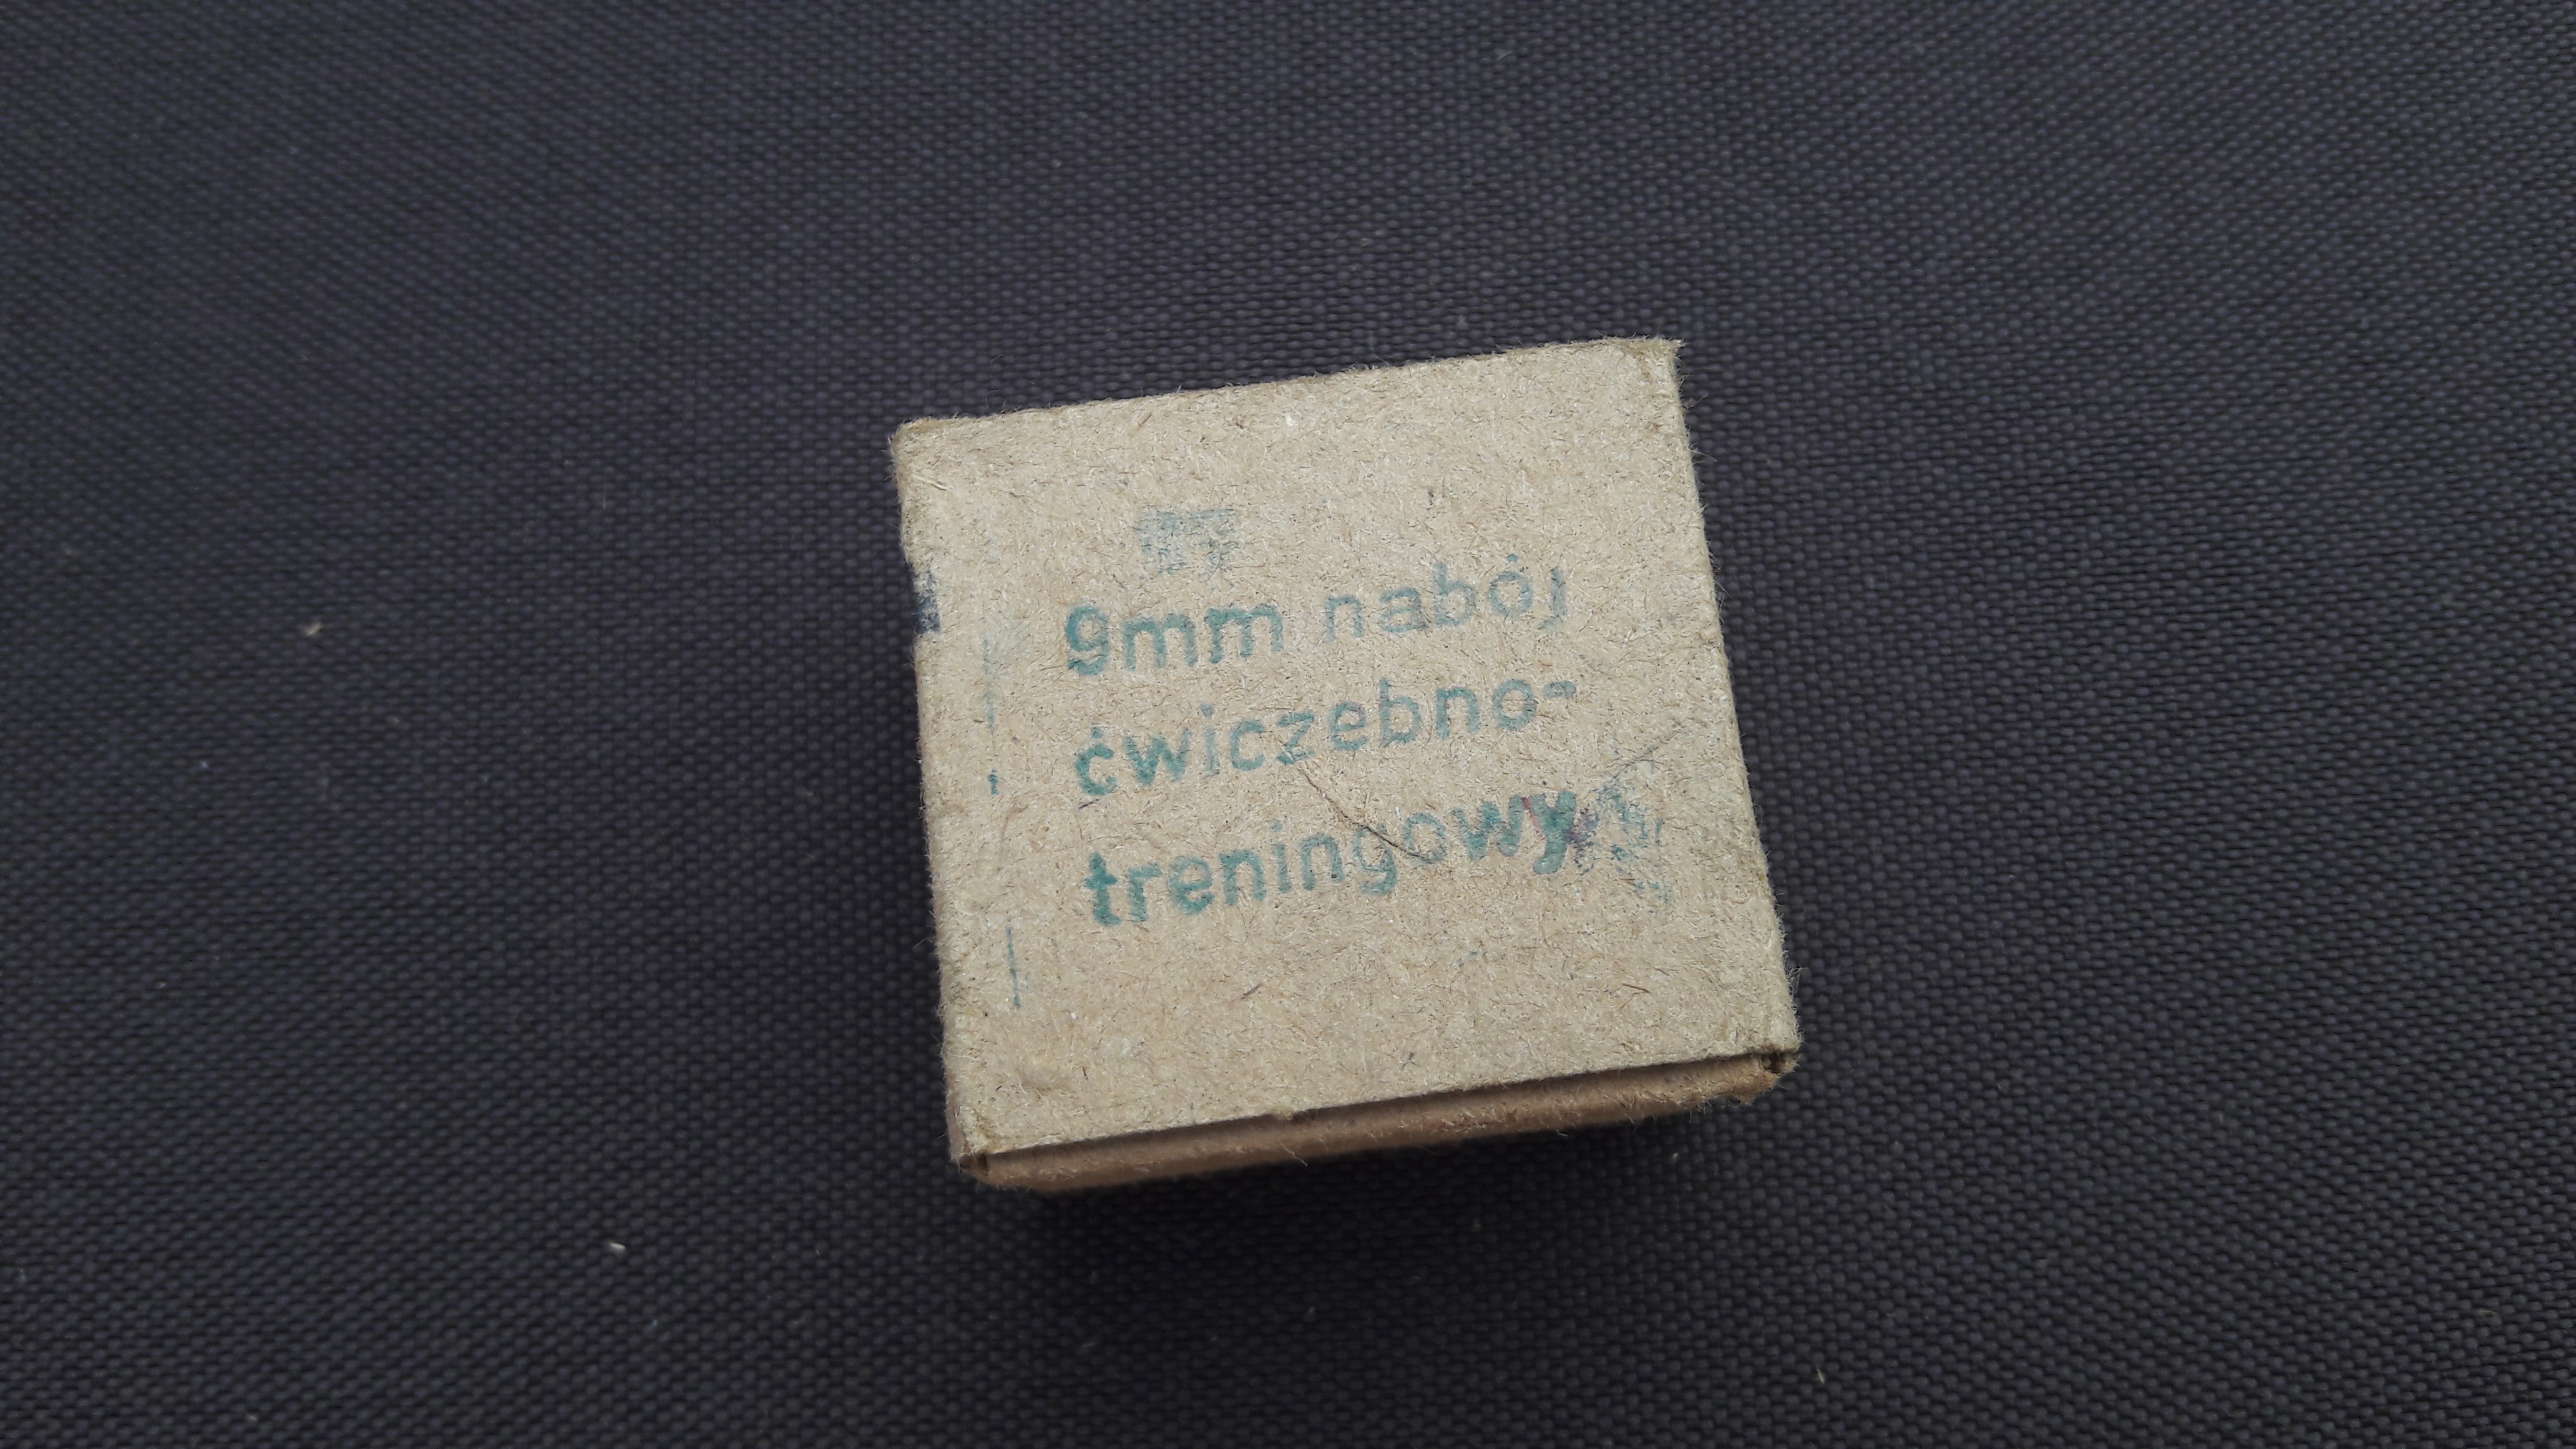 9mm nabój
ćwiczebno-
treningowy